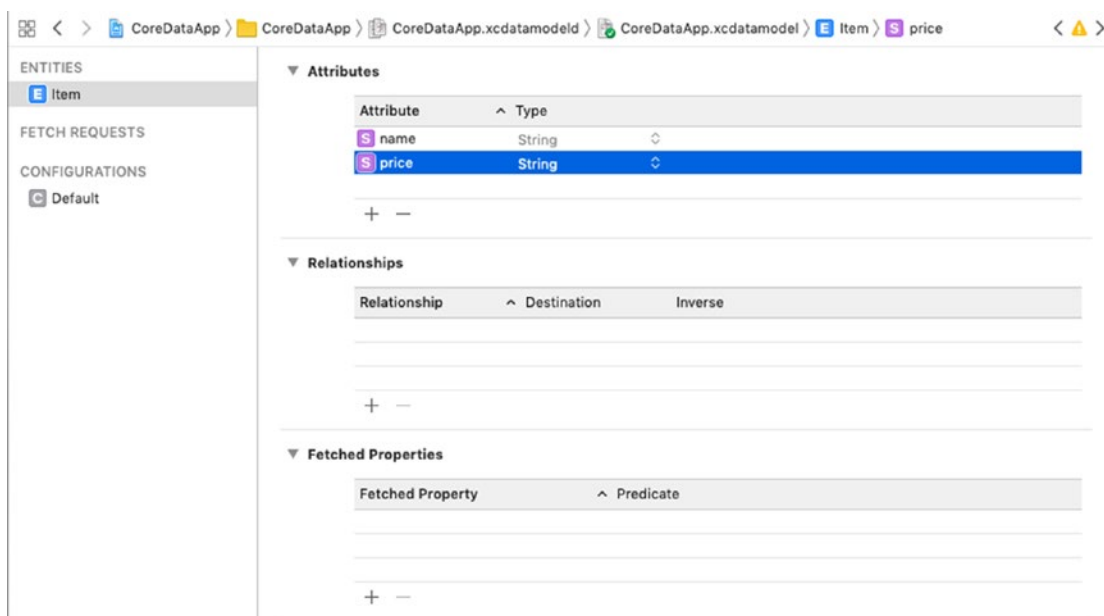 CoreDataApp 〉 CoreDataApp 〉 CoreDataApp.xcdatamodeld 〉 CoreDataApp.xcdatamodel 〉 E Item 〉 S price
ENTITIES
E Item
FETCH REQUESTS
CONFIGURATIONS
C Default
Attributes
Attribute Type
S name String
S price String
+ −
Relationships
Relationship Destination Inverse
+ −
Fetched Properties
Fetched Property Predicate
+ −